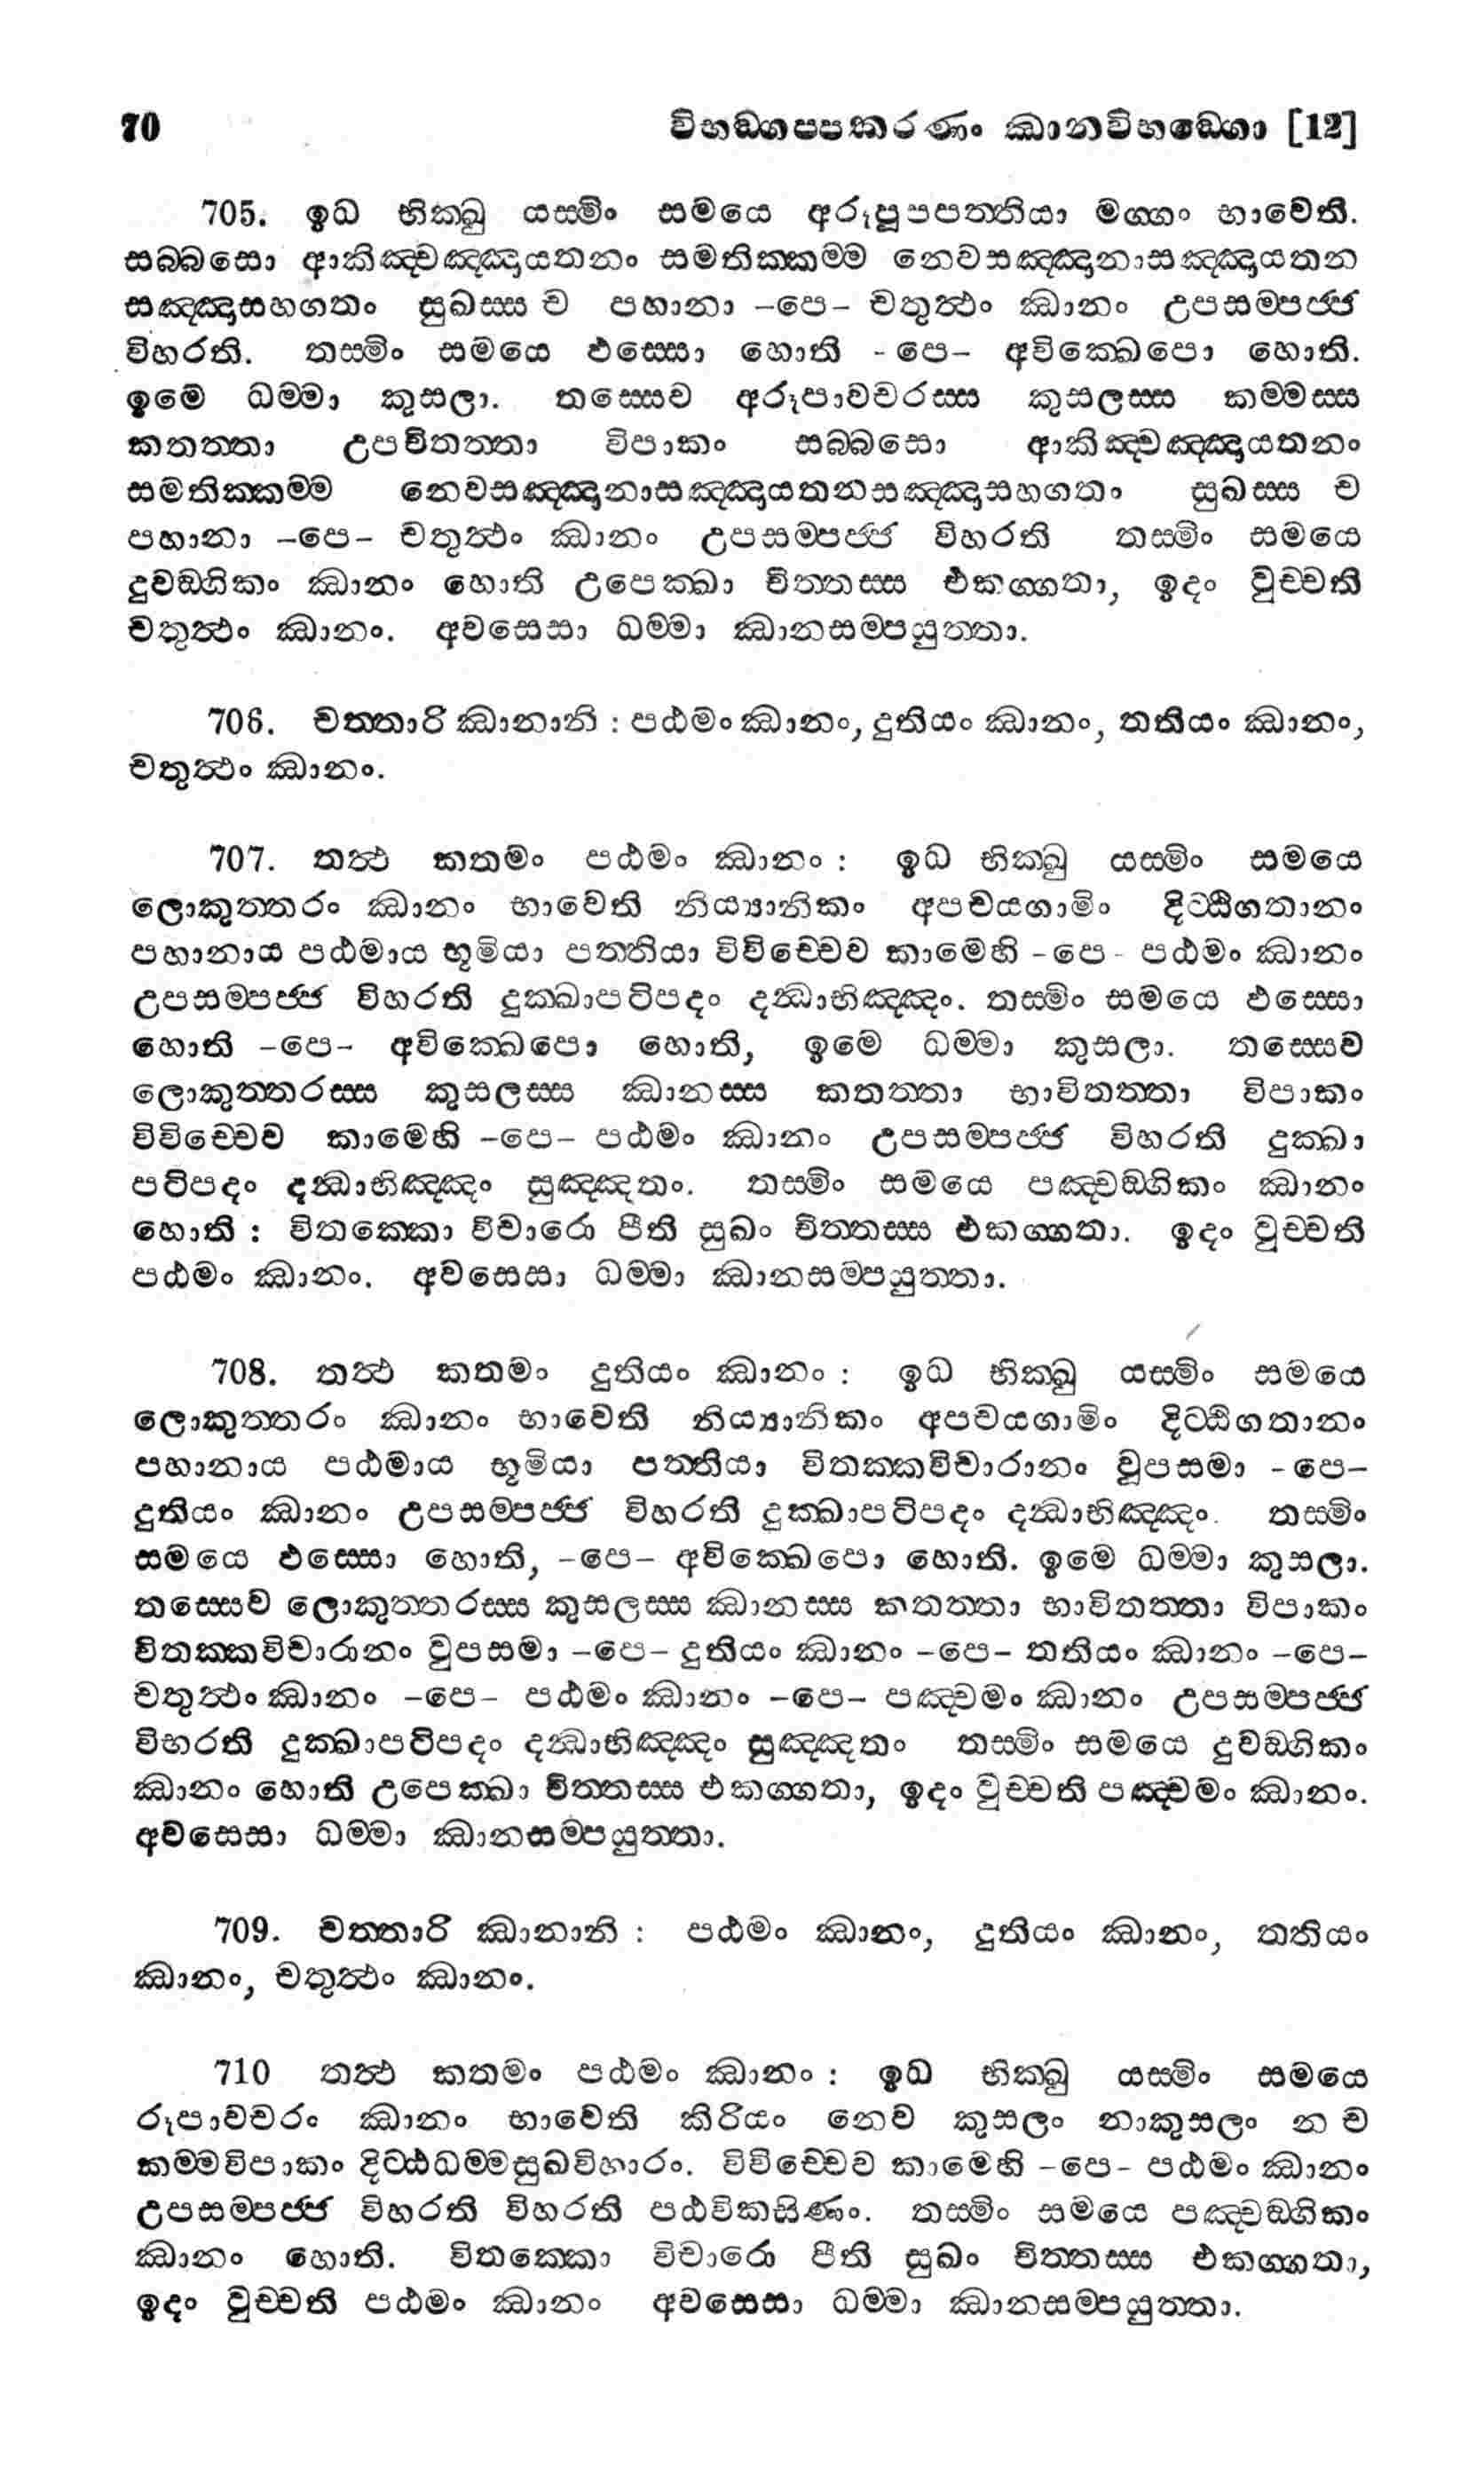 70 විභඞ්ගප්පකරණං ඣානවිභඞ්ගො [12]
705. ඉධ භික්ඛු යස්මිං සමයෙ අරූපූපපත්තියා මග්ගං භාවෙති.
සබ්බසො ආකිඤ්චඤ්ඤායතනං සමතික්කම්ම නෙවසඤ්ඤානාසඤ්ඤායතන
සඤ්ඤාසහගතං සුඛස්ස ච පහානා -පෙ- චතුත්ථං ඣානං උපසම්පජ්ජ
විහරති. තස්මිං සමයෙ ඵස්සො හොති -පෙ- අවික්ඛෙපො හොති.
ඉමෙ ධම්මා කුසලා. තස්සෙව අරූපාවචරස්ස කුසලස්ස කම්මස්ස
කතත්තා උපචිතත්තා විපාකං සබ්බසො ආකිඤ්චඤ්ඤායතනං
සමතික්කම්ම නෙවසඤ්ඤානාසඤ්ඤායතනසඤ්ඤාසහගතං සුඛස්ස ච
පහානා -පෙ- චතුත්ථං ඣානං උපසම්පජ්ජ විහරති තස්මිං සමයෙ
දුවඞ්ගිකං ඣානං හොති උපෙක්ඛා චිත්තස්ස එකග්ගතා, ඉදං වුච්චති
චතුත්ථං ඣානං. අවසෙසා ධම්මා ඣානසම්පයුත්තා.
706. චත්තාරි ඣානානි : පඨමං ඣානං, දුතියං ඣානං, තතියං ඣානං,
චතුත්ථං ඣානං.
707. තත්ථ කතමං පඨමං ඣානං : ඉධ භික්ඛු යස්මිං සමයෙ
ලොකුත්තරං ඣානං භාවෙති නිය්‍යානිකං අපචයගාමිං දිට්ඨිගතානං
පහානාය පඨමාය භූමියා පත්තියා විවිච්චෙව කාමෙහි -පෙ- පඨමං ඣානං
උපසම්පජ්ජ විහරති දුක්ඛාපටිපදං දන්ධාභිඤ්ඤං. තස්මිං සමයෙ ඵස්සො
හොති -පෙ- අවික්ඛෙපො හොති, ඉමෙ ධම්මා කුසලා. තස්සෙව
ලොකුත්තරස්ස කුසලස්ස ඣානස්ස කතත්තා භාවිතත්තා විපාකං
විවිච්චෙව කාමෙහි -පෙ- පඨමං ඣානං උපසම්පජ්ජ විහරති දුක්ඛා
පටිපදං දන්ධාභිඤ්ඤං සුඤ්ඤතං. තස්මිං සමයෙ පඤ්චඞ්ගිකං ඣානං
හොති : විතක්කො විචාරො පීති සුඛං චිත්තස්ස එකග්ගතා. ඉදං වුච්චති
පඨමං ඣානං. අවසෙසා ධම්මා ඣානසම්පයුත්තා.
708. තත්ථ කතමං දුතියං ඣානං : ඉධ භික්ඛු යස්මිං සමයෙ
ලොකුත්තරං ඣානං භාවෙති නිය්‍යානිකං අපචයගාමිං දිට්ඨිගතානං
පහානාය පඨමාය භූමියා පත්තියා විතක්කවිචාරානං වූපසමා -පෙ-
දුතියං ඣානං උපසම්පජ්ජ විහරති දුක්ඛාපටිපදං දන්ධාභිඤ්ඤං. තස්මිං
සමයෙ ඵස්සො හොති, -පෙ- අවික්ඛෙපො හොති. ඉමෙ ධම්මා කුසලා.
තස්සෙව ලොකුත්තරස්ස කුසලස්ස ඣානස්ස කතත්තා භාවිතත්තා විපාකං
විතක්කවිචාරානං වූපසමා -පෙ- දුතියං ඣානං -පෙ- තතියං ඣානං -පෙ-
චතුත්ථං ඣානං -පෙ- පඨමං ඣානං -පෙ- පඤ්චමං ඣානං උපසම්පජ්ජ
විහරති දුක්ඛාපටිපදං දන්ධාභිඤ්ඤං සුඤ්ඤතං තස්මිං සමයෙ දුවඞ්ගිකං
ඣානං හොති උපෙක්ඛා චිත්තස්ස එකග්ගතා, ඉදං වුච්චති පඤ්චමං ඣානං.
අවසෙසා ධම්මා ඣානසම්පයුත්තා.
709. චත්තාරි ඣානානි : පඨමං ඣානං, දුතියං ඣානං, තතියං
ඣානං, චතුත්ථං ඣානං.
710 තත්ථ කතමං පඨමං ඣානං : ඉධ භික්ඛු යස්මිං සමයෙ
රූපාවචරං ඣානං භාවෙති කිරියං නෙව කුසලං නාකුසලං න ච
කම්මවිපාකං දිට්ඨධම්මසුඛවිහාරං. විවිච්චෙව කාමෙහි -පෙ- පඨමං ඣානං
උපසම්පජ්ජ විහරති විහරති පඨවිකසිණං. තස්මිං සමයෙ පඤ්චඞ්ගිකං
ඣානං හොති. විතක්කො විචාරො පීති සුඛං චිත්තස්ස එකග්ගතා,
ඉදං වුච්චති පඨමං ඣානං අවසෙසා ධම්මා ඣානසම්පයුත්තා.